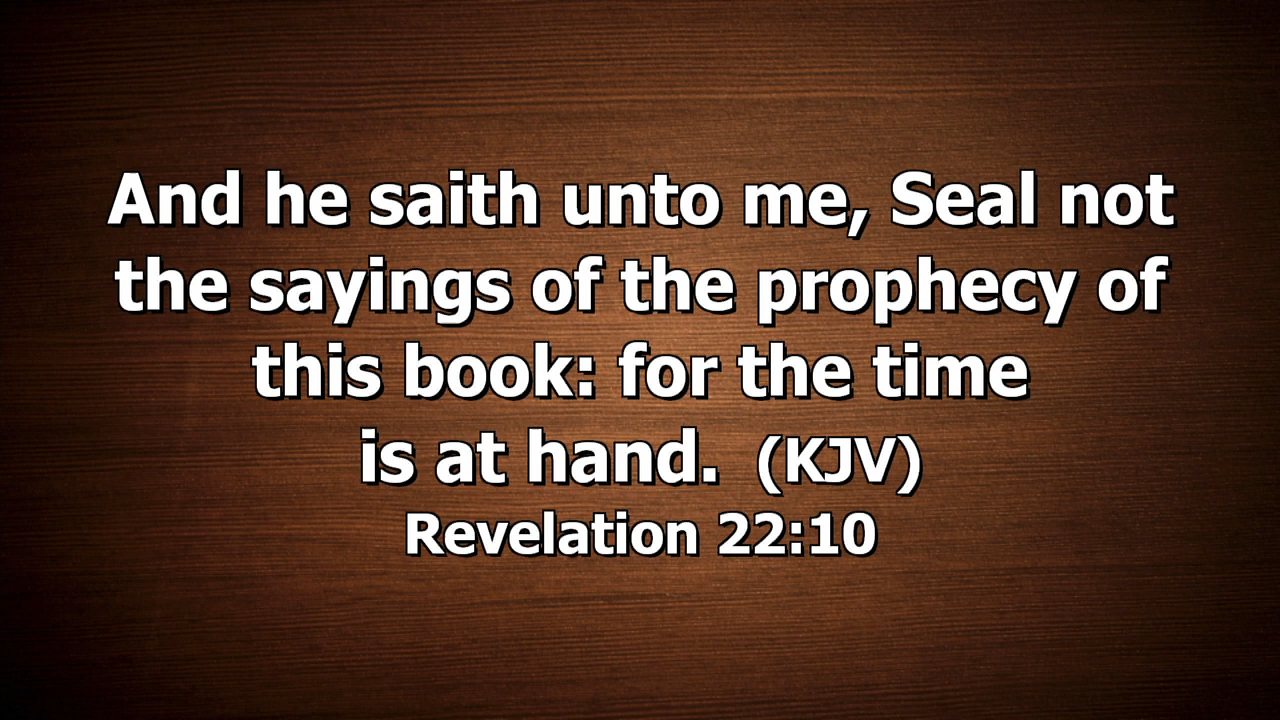 And he saith unto me, Seal not
the sayings of the prophecy of
this book: for the time
is at hand.  (KJV)
Revelation 22:10